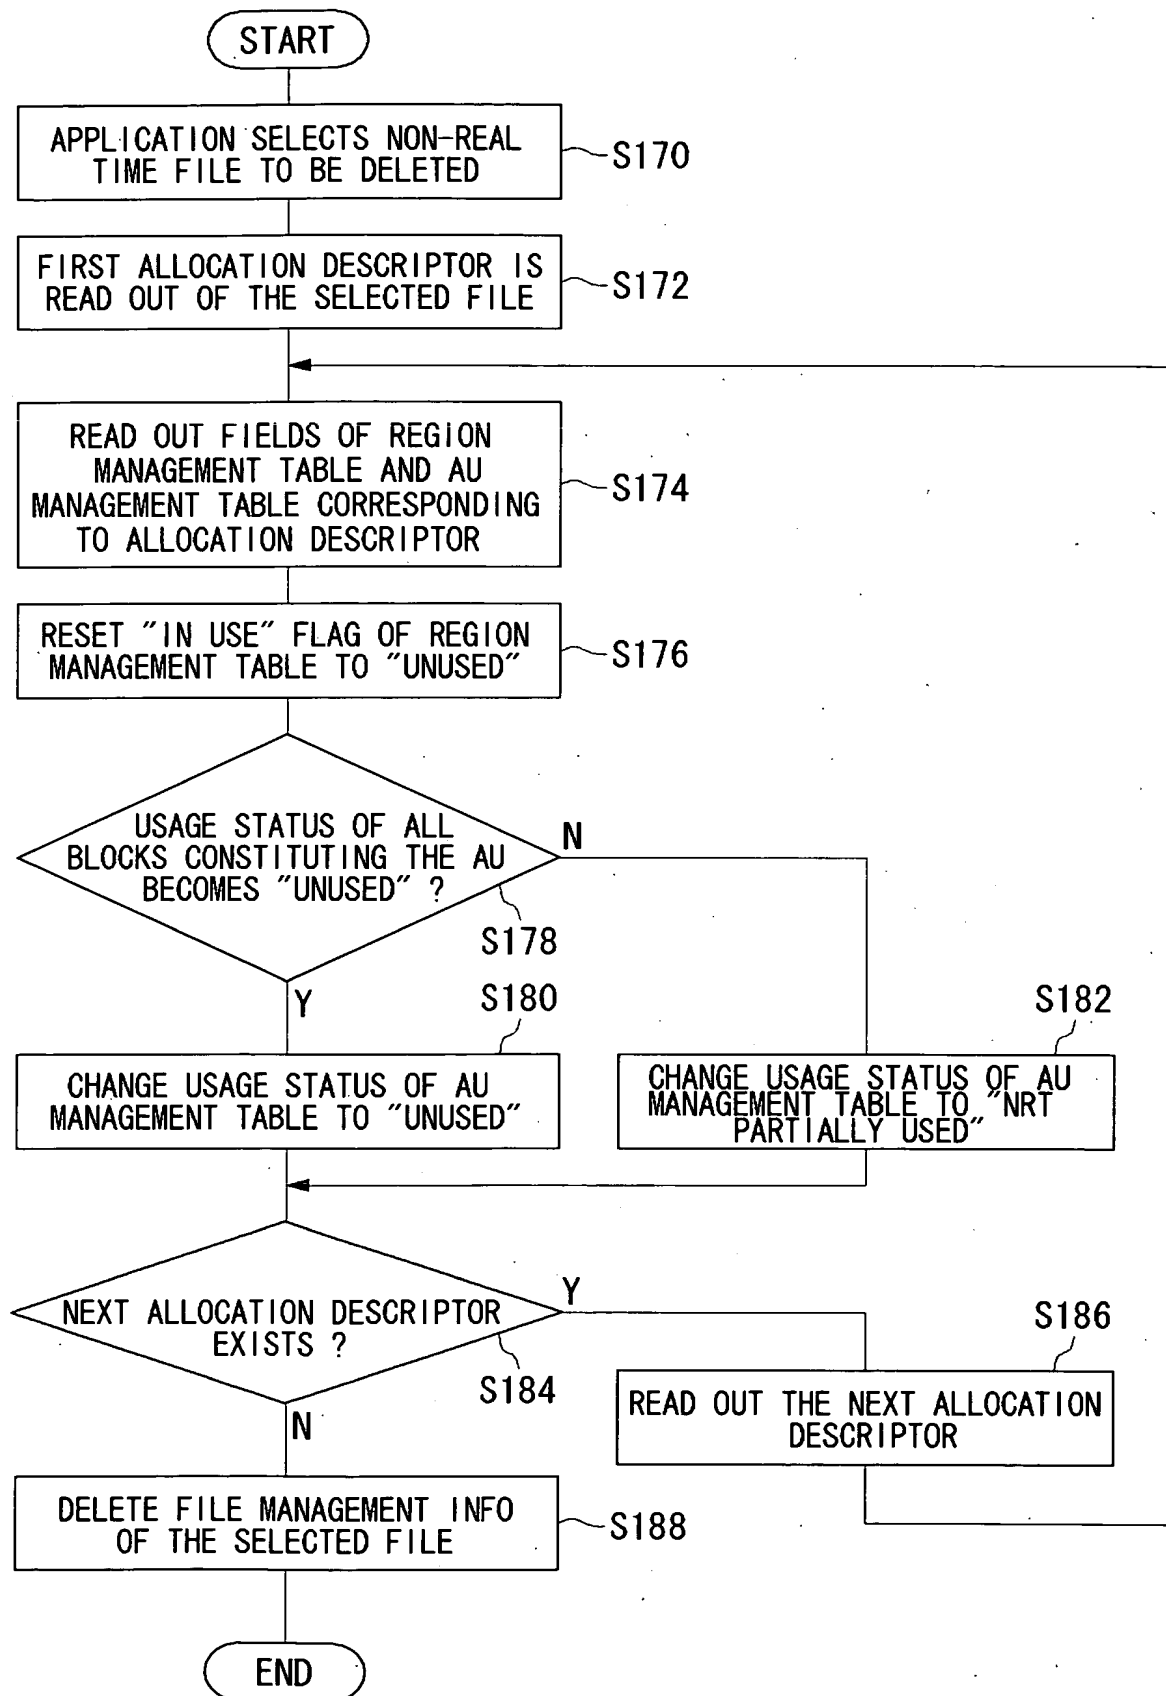 START
APPLICATION SELECTS NON-REAL
TIME FILE TO BE DELETED
S170
FIRST ALLOCATION DESCRIPTOR IS
READ OUT OF THE SELECTED FILE
S172
READ OUT FIELDS OF REGION
MANAGEMENT TABLE AND AU
MANAGEMENT TABLE CORRESPONDING
TO ALLOCATION DESCRIPTOR
S174
RESET "IN USE" FLAG OF REGION
MANAGEMENT TABLE TO "UNUSED"
S176
USAGE STATUS OF ALL
BLOCKS CONSTITUTING THE AU
BECOMES "UNUSED" ?
N
S178
Y
S180
CHANGE USAGE STATUS OF AU
MANAGEMENT TABLE TO "UNUSED"
S182
CHANGE USAGE STATUS OF AU
MANAGEMENT TABLE TO "NRT
PARTIALLY USED"
NEXT ALLOCATION DESCRIPTOR
EXISTS ?
Y
S184
N
S186
READ OUT THE NEXT ALLOCATION
DESCRIPTOR
DELETE FILE MANAGEMENT INFO
OF THE SELECTED FILE
S188
END